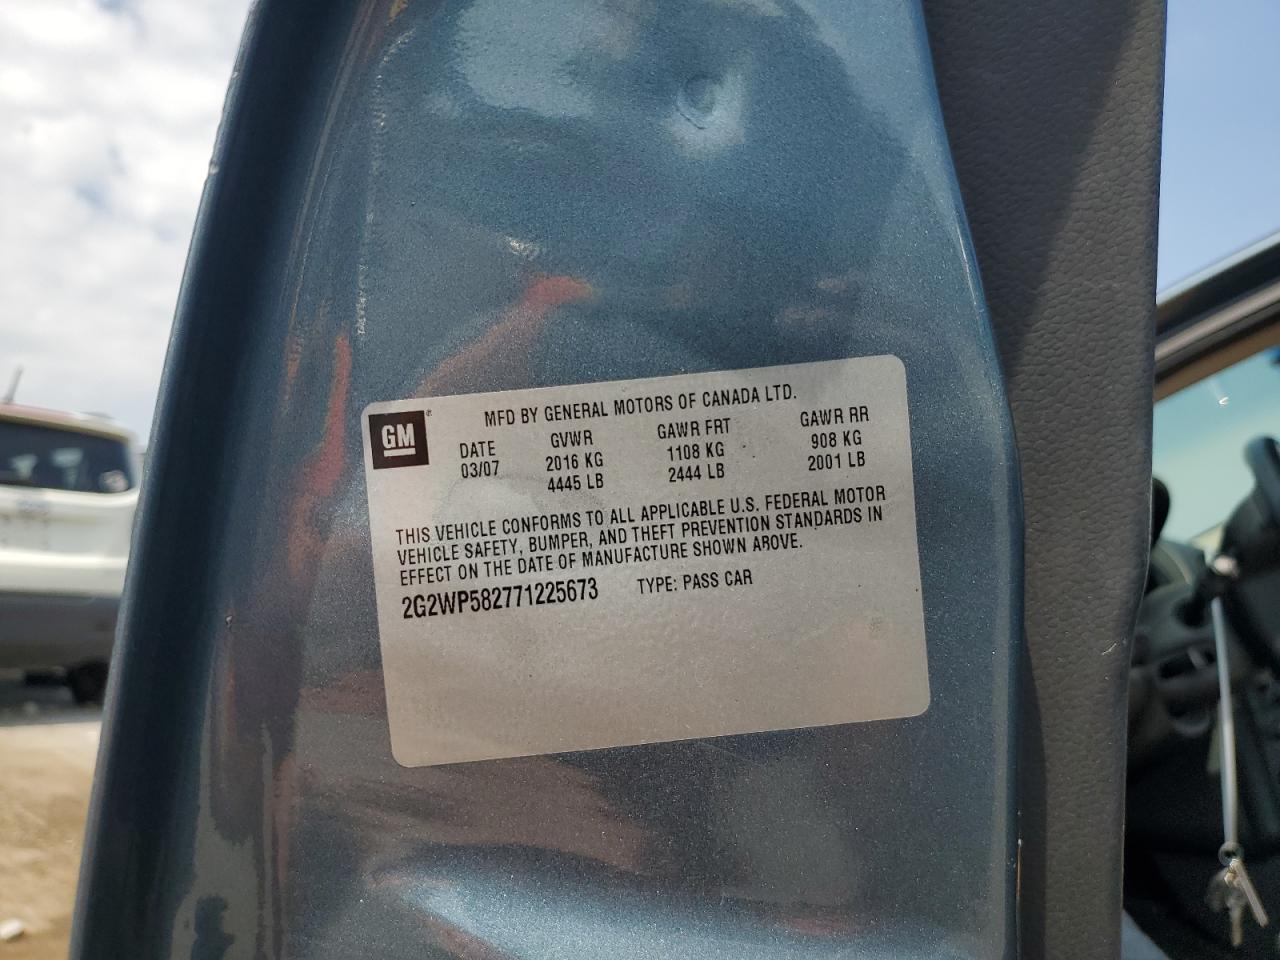 GM®
MFD BY GENERAL MOTORS OF CANADA LTD.
DATE GVWR GAWR FRT GAWR RR
03/07 2016 KG 1108 KG 908 KG
4445 LB 2444 LB 2001 LB
THIS VEHICLE CONFORMS TO ALL APPLICABLE U.S. FEDERAL MOTOR
VEHICLE SAFETY, BUMPER, AND THEFT PREVENTION STANDARDS IN
EFFECT ON THE DATE OF MANUFACTURE SHOWN ABOVE.
2G2WP582771225673 TYPE: PASS CAR